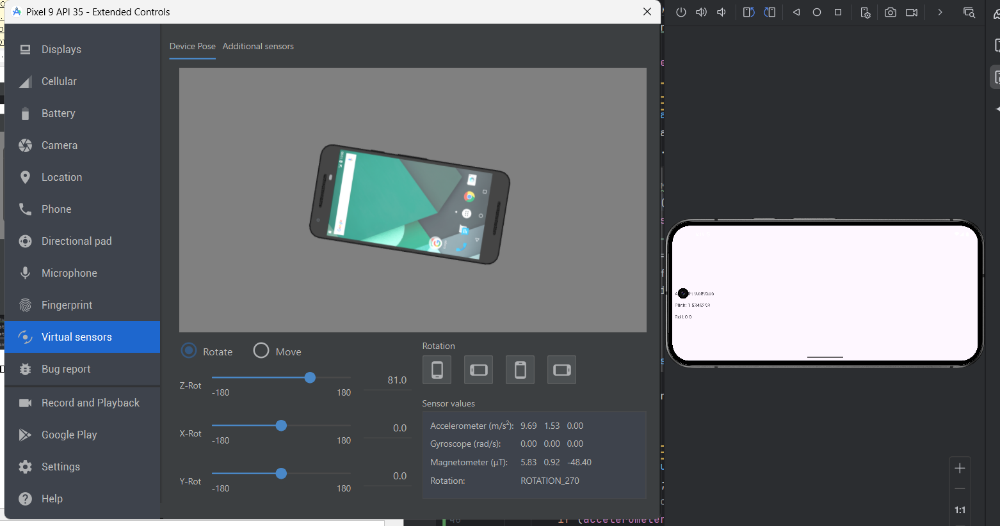 Pixel 9 API 35 - Extended Controls
Displays
Cellular
Battery
Camera
Location
Phone
Directional pad
Microphone
Fingerprint
Virtual sensors
Bug report
Record and Playback
Google Play
Settings
Help
Device Pose Additional sensors
Rotate Move
Z-Rot -180 180 81.0
X-Rot -180 180 0.0
Y-Rot -180 180 0.0
Rotation
Sensor values
Accelerometer (m/s²): 9.69 1.53 0.00
Gyroscope (rad/s): 0.00 0.00 0.00
Magnetometer (μT): 5.83 0.92 -48.40
Rotation: ROTATION_270
9.689206
Pitch: 1.5346293
Roll: 0.0
1:1
if (accelerometer